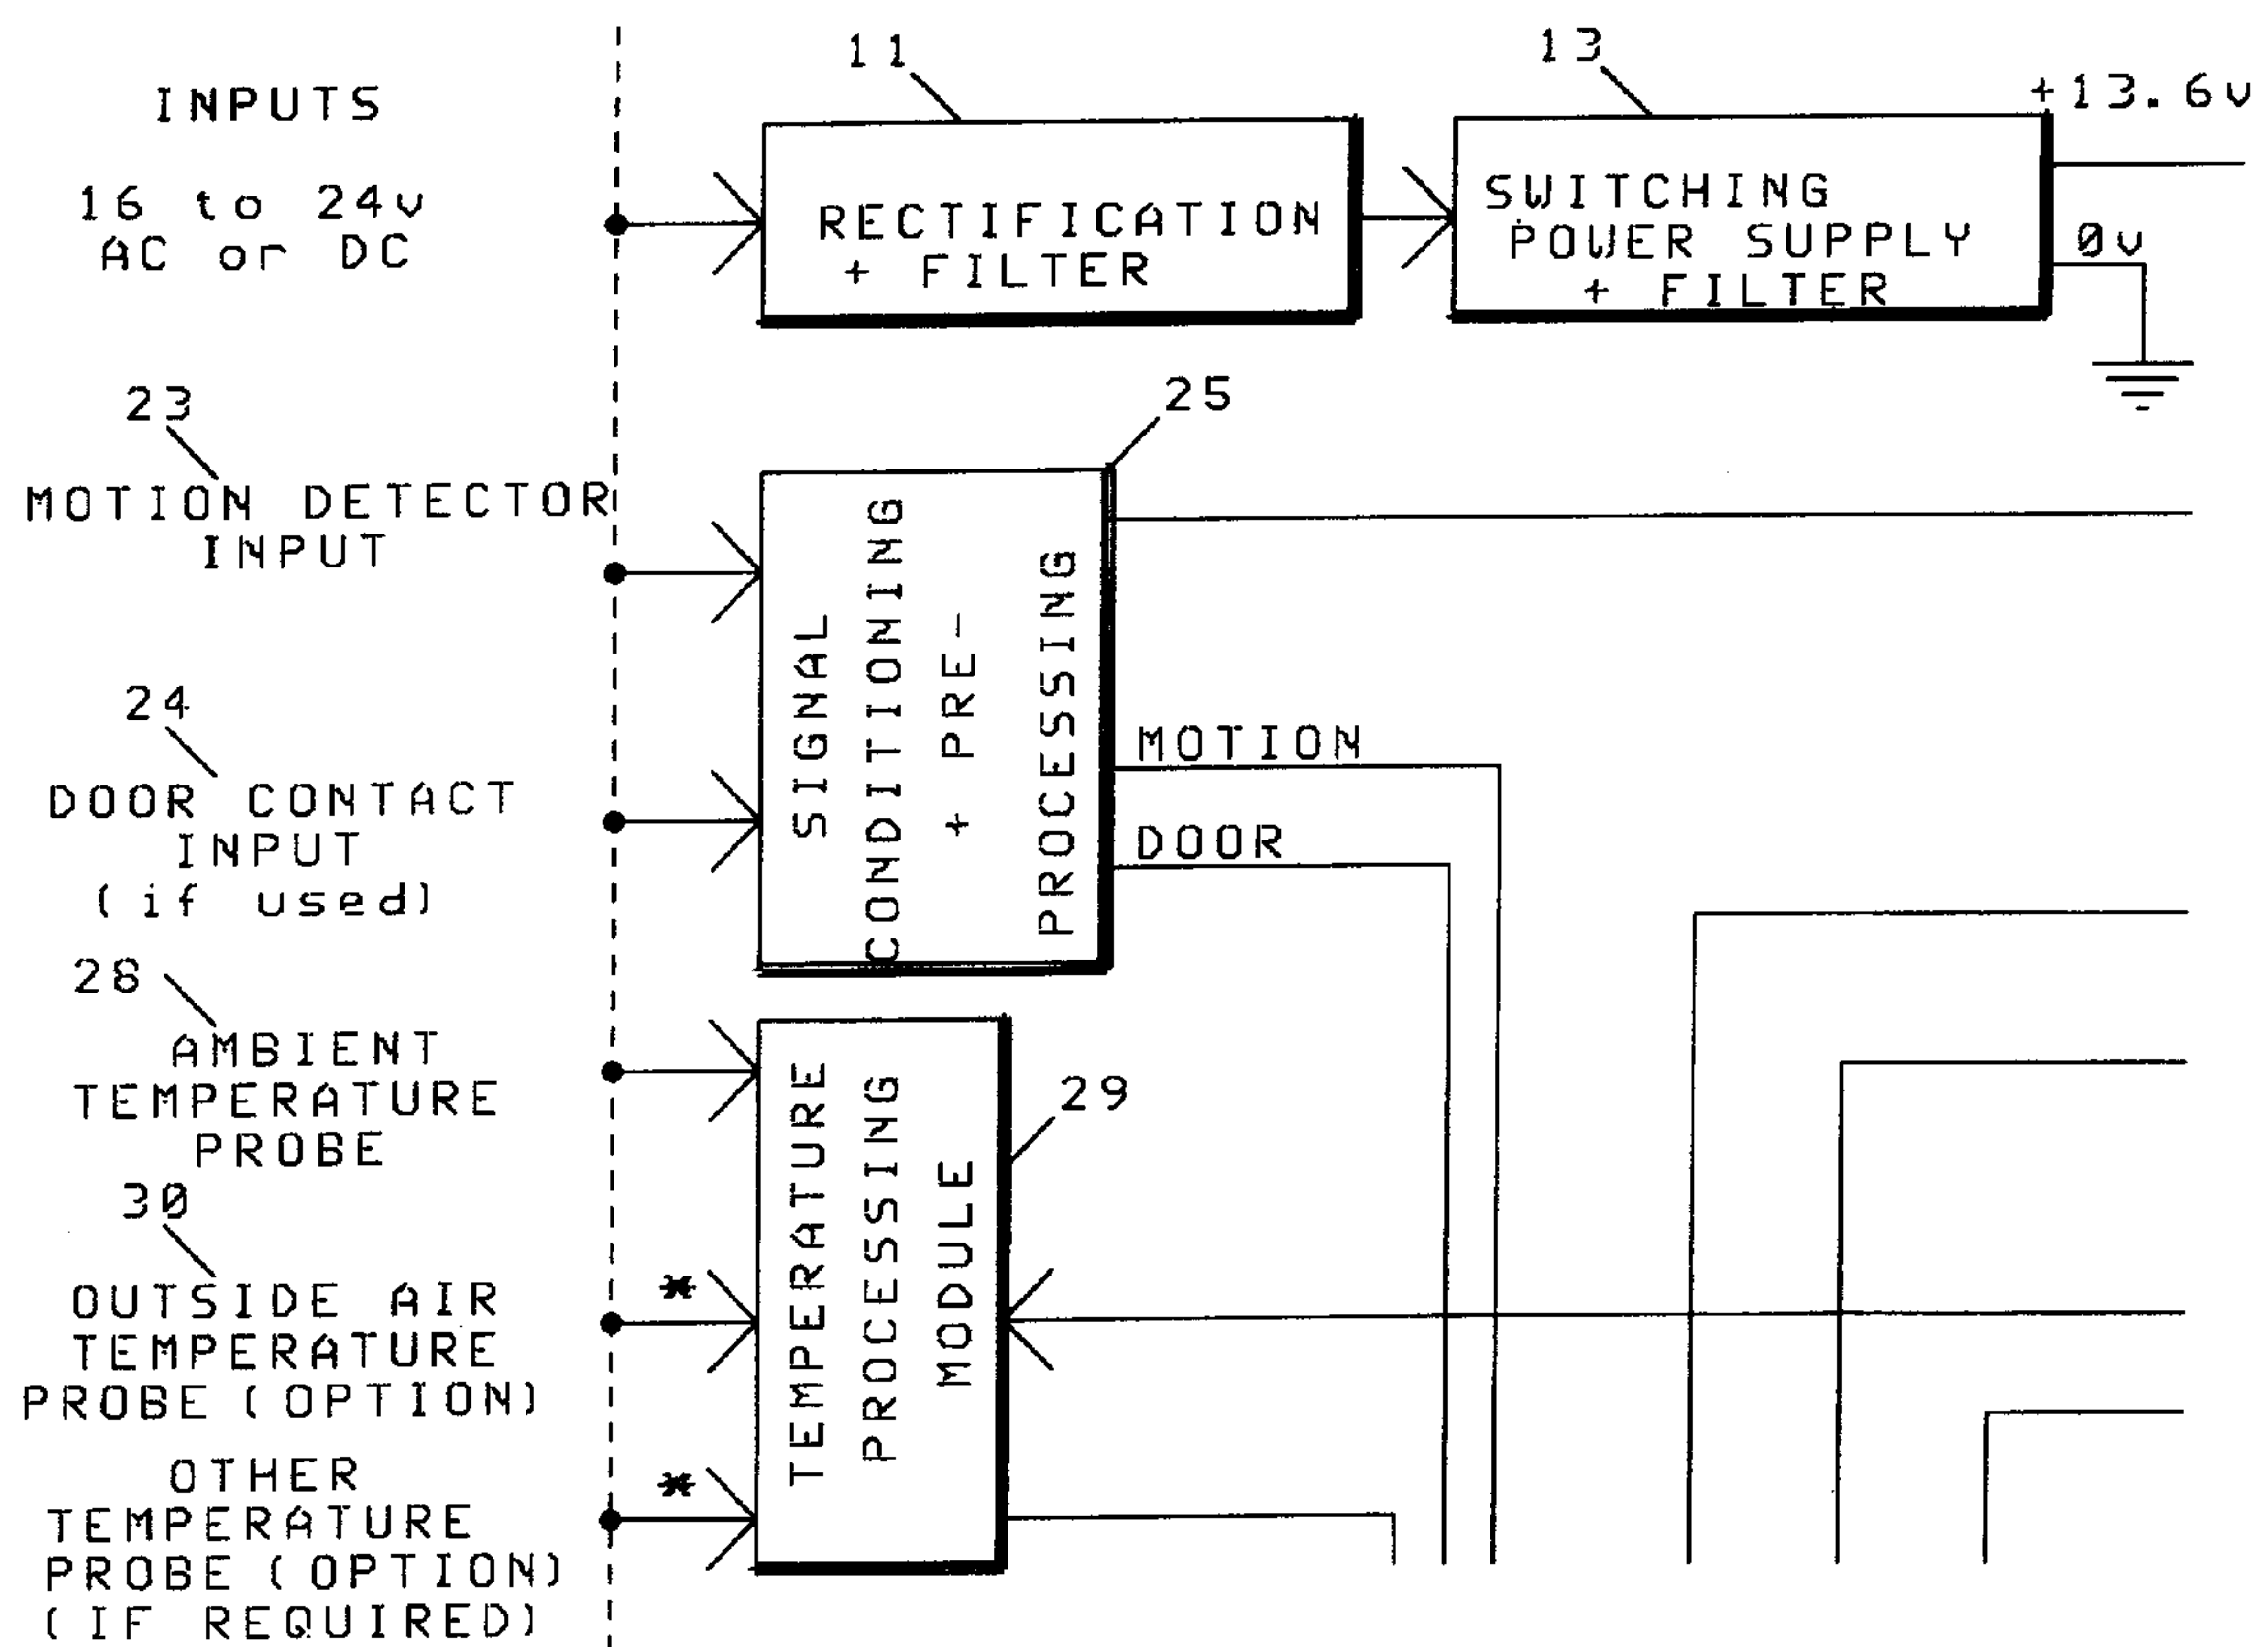 INPUTS
16 to 24v
AC or DC
11
RECTIFICATION
+ FILTER
13
SWITCHING
POWER SUPPLY
+ FILTER
+13.6v
0v
23
MOTION DETECTOR
INPUT
24
DOOR CONTACT
INPUT
(if used)
25
SIGNAL
CONDITIONING
+ PRE-
PROCESSING
MOTION
DOOR
28
AMBIENT
TEMPERATURE
PROBE
30
OUTSIDE AIR
TEMPERATURE
PROBE (OPTION)
*
OTHER
TEMPERATURE
PROBE (OPTION)
(IF REQUIRED)
*
29
TEMPERATURE
PROCESSING
MODULE